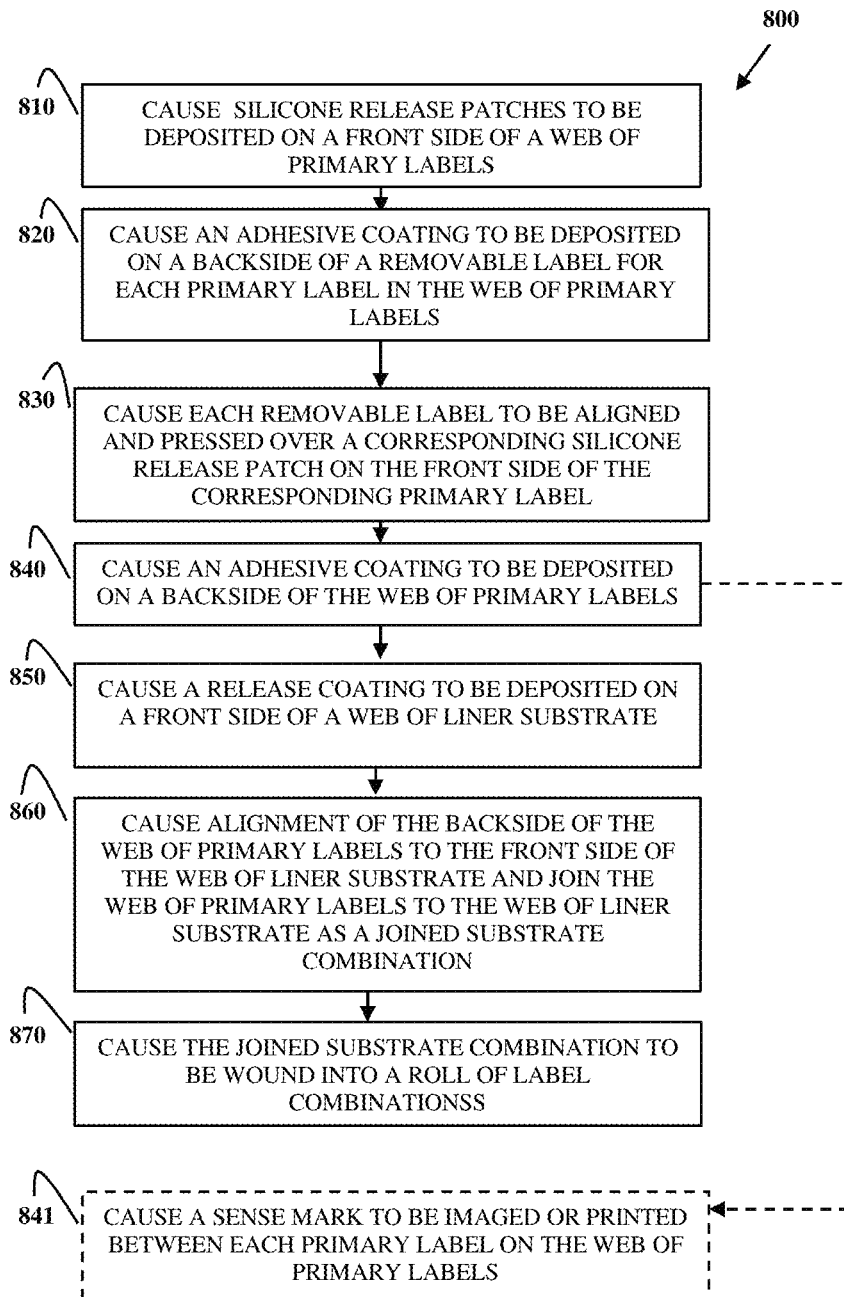 800
810
CAUSE SILICONE RELEASE PATCHES TO BE
DEPOSITED ON A FRONT SIDE OF A WEB OF
PRIMARY LABELS
820
CAUSE AN ADHESIVE COATING TO BE DEPOSITED
ON A BACKSIDE OF A REMOVABLE LABEL FOR
EACH PRIMARY LABEL IN THE WEB OF PRIMARY
LABELS
830
CAUSE EACH REMOVABLE LABEL TO BE ALIGNED
AND PRESSED OVER A CORRESPONDING SILICONE
RELEASE PATCH ON THE FRONT SIDE OF THE
CORRESPONDING PRIMARY LABEL
840
CAUSE AN ADHESIVE COATING TO BE DEPOSITED
ON A BACKSIDE OF THE WEB OF PRIMARY LABELS
850
CAUSE A RELEASE COATING TO BE DEPOSITED ON
A FRONT SIDE OF A WEB OF LINER SUBSTRATE
860
CAUSE ALIGNMENT OF THE BACKSIDE OF THE
WEB OF PRIMARY LABELS TO THE FRONT SIDE OF
THE WEB OF LINER SUBSTRATE AND JOIN THE
WEB OF PRIMARY LABELS TO THE WEB OF LINER
SUBSTRATE AS A JOINED SUBSTRATE
COMBINATION
870
CAUSE THE JOINED SUBSTRATE COMBINATION TO
BE WOUND INTO A ROLL OF LABEL
COMBINATIONSS
841
CAUSE A SENSE MARK TO BE IMAGED OR PRINTED
BETWEEN EACH PRIMARY LABEL ON THE WEB OF
PRIMARY LABELS